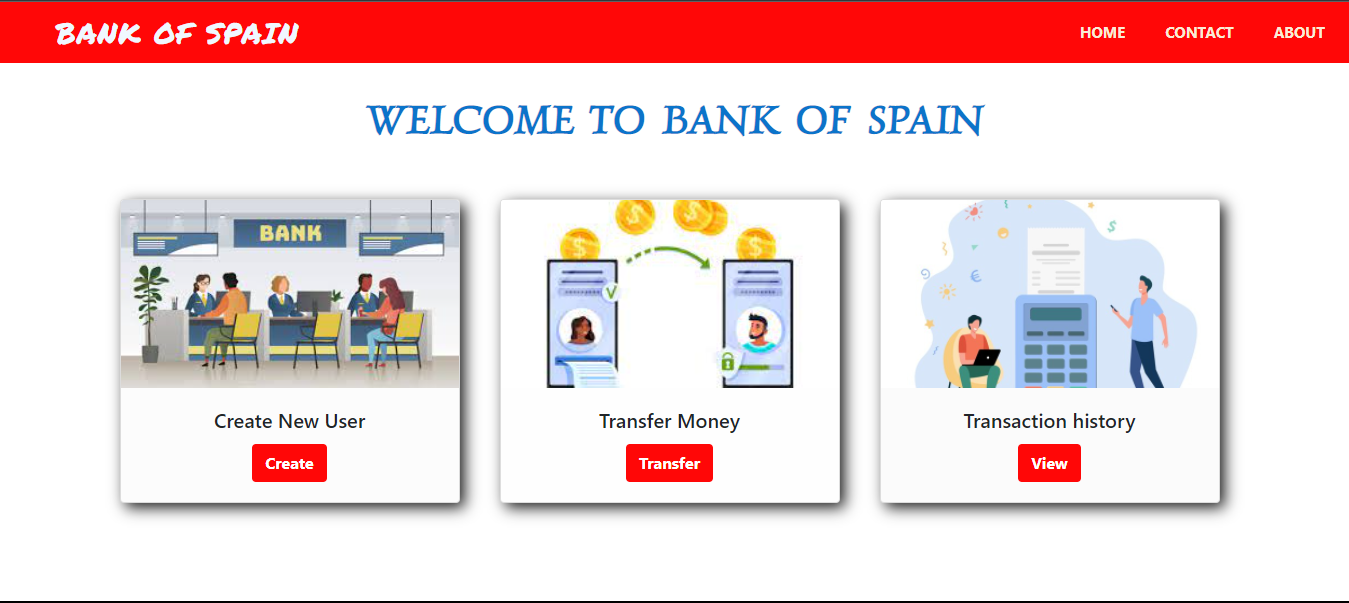 BANK OF SPAIN
HOME CONTACT ABOUT
WELCOME TO BANK OF SPAIN
BANK
Create New User
Transfer Money
Transaction history
Create
Transfer
View